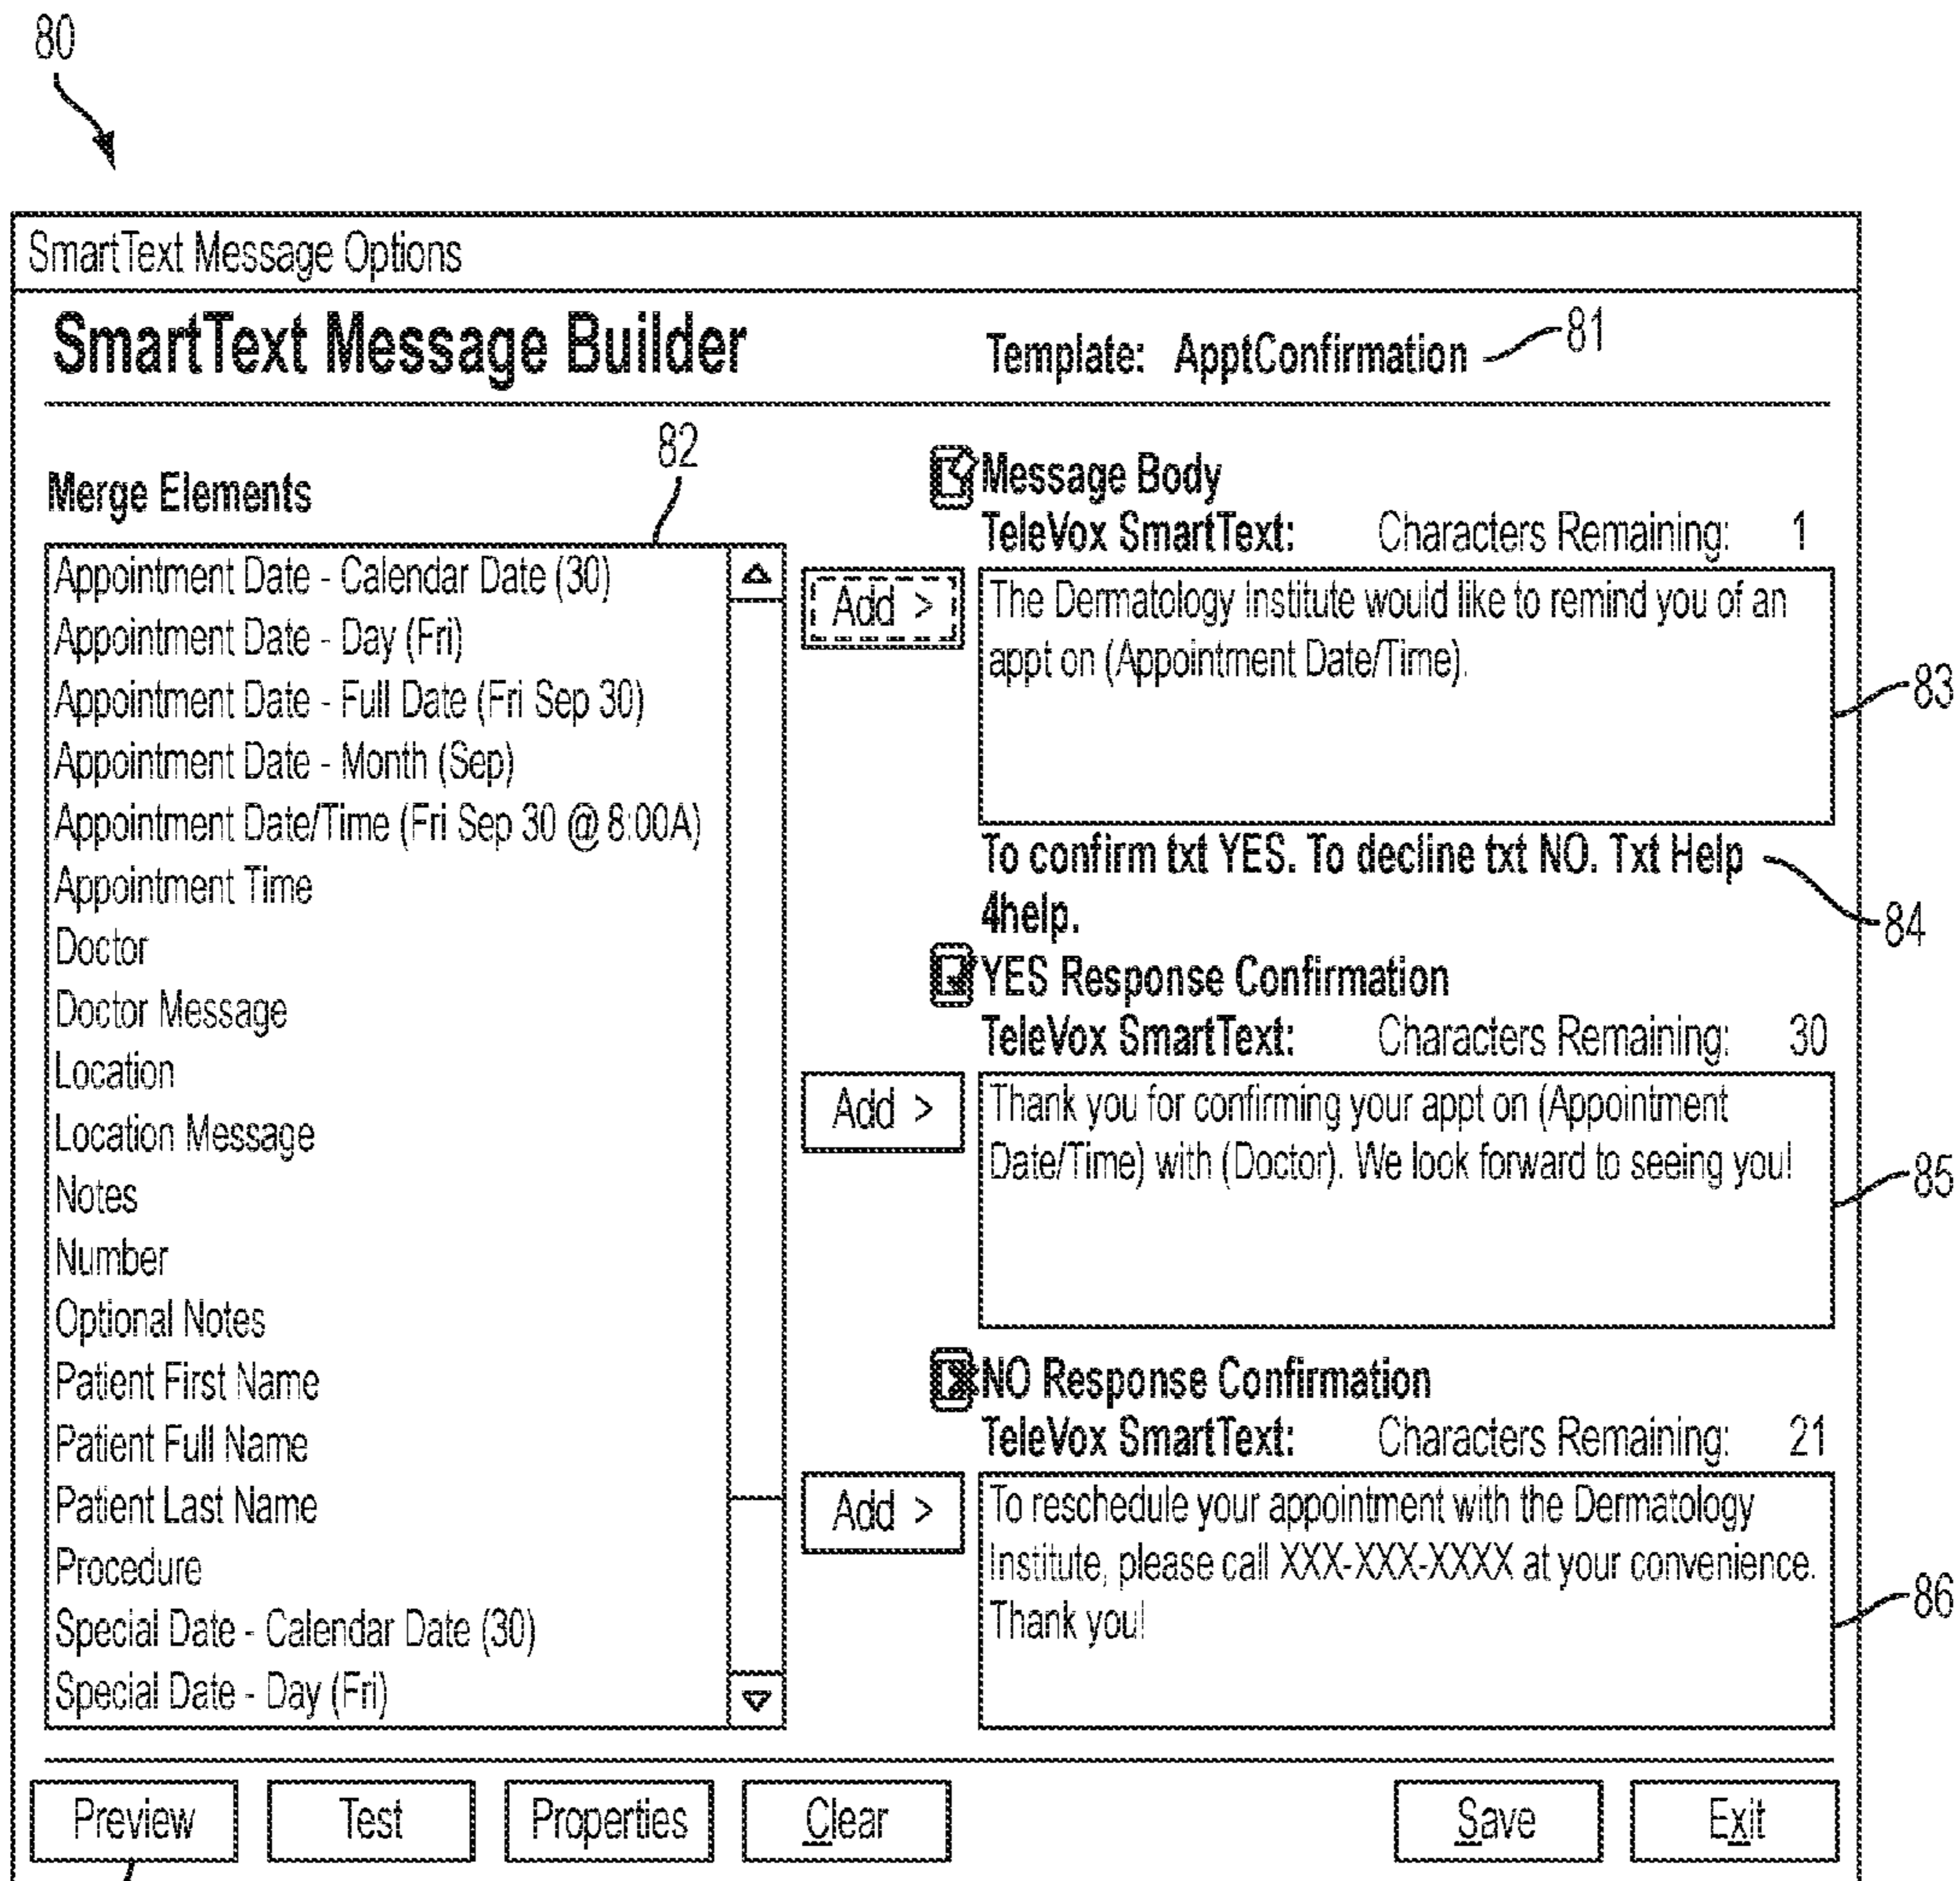 80
SmartText Message Options
SmartText Message Builder
Template: ApptConfirmation
81
Merge Elements
82
Appointment Date - Calendar Date (30)
Appointment Date - Day (Fri)
Appointment Date - Full Date (Fri Sep 30)
Appointment Date - Month (Sep)
Appointment Date/Time (Fri Sep 30 @ 8:00A)
Appointment Time
Doctor
Doctor Message
Location
Location Message
Notes
Number
Optional Notes
Patient First Name
Patient Full Name
Patient Last Name
Procedure
Special Date - Calendar Date (30)
Special Date - Day (Fri)
Message Body
TeleVox SmartText: Characters Remaining: 1
Add >
The Dermatology Institute would like to remind you of an
appt on (Appointment Date/Time).
83
To confirm txt YES. To decline txt NO. Txt Help
4help.
84
YES Response Confirmation
TeleVox SmartText: Characters Remaining: 30
Add >
Thank you for confirming your appt on (Appointment
Date/Time) with (Doctor). We look forward to seeing you!
85
NO Response Confirmation
TeleVox SmartText: Characters Remaining: 21
Add >
To reschedule your appointment with the Dermatology
Institute, please call XXX-XXX-XXXX at your convenience.
Thank you!
86
Preview Test Properties Clear Save Exit